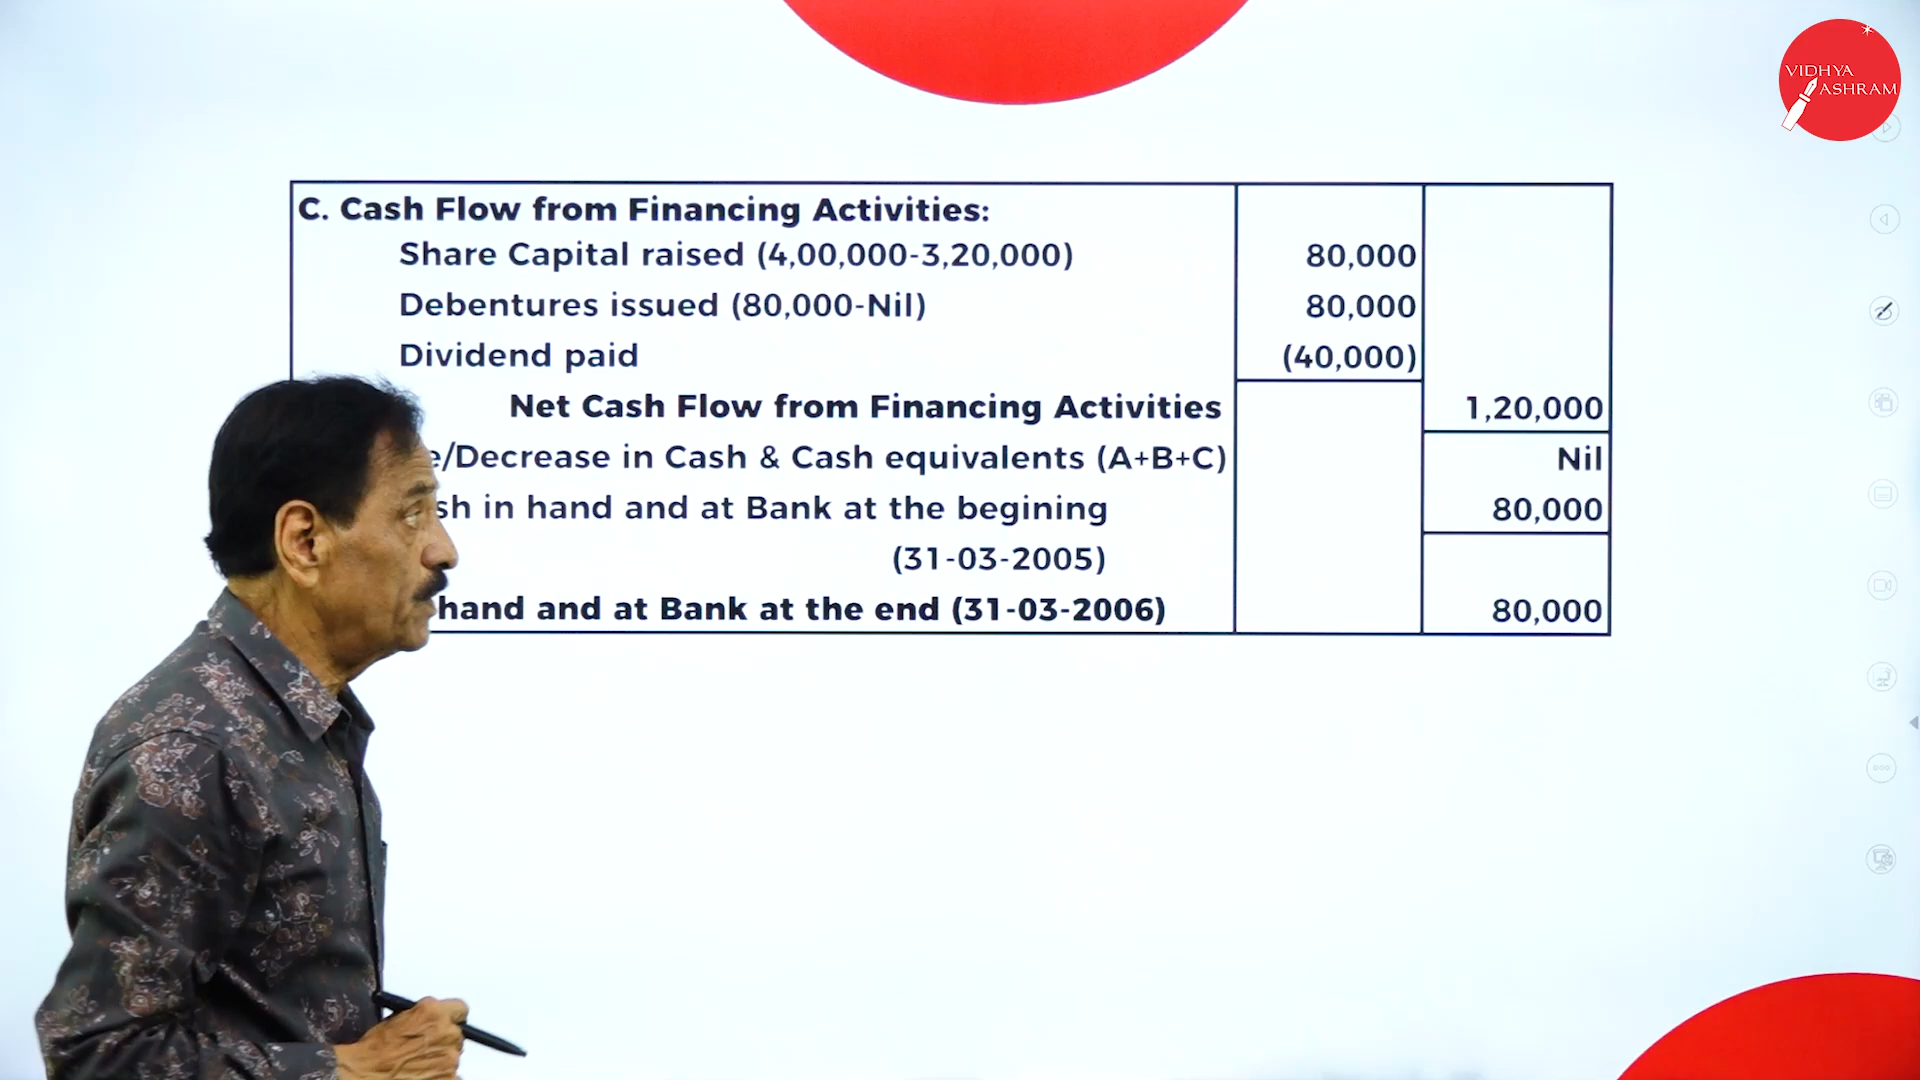 VIDHYA
ASHRAM
C. Cash Flow from Financing Activities:
Share Capital raised (4,00,000-3,20,000) 80,000
Debentures issued (80,000-Nil) 80,000
Dividend paid (40,000)
Net Cash Flow from Financing Activities 1,20,000
/Decrease in Cash & Cash equivalents (A+B+C) Nil
in hand and at Bank at the begining 80,000
(31-03-2005)
hand and at Bank at the end (31-03-2006) 80,000